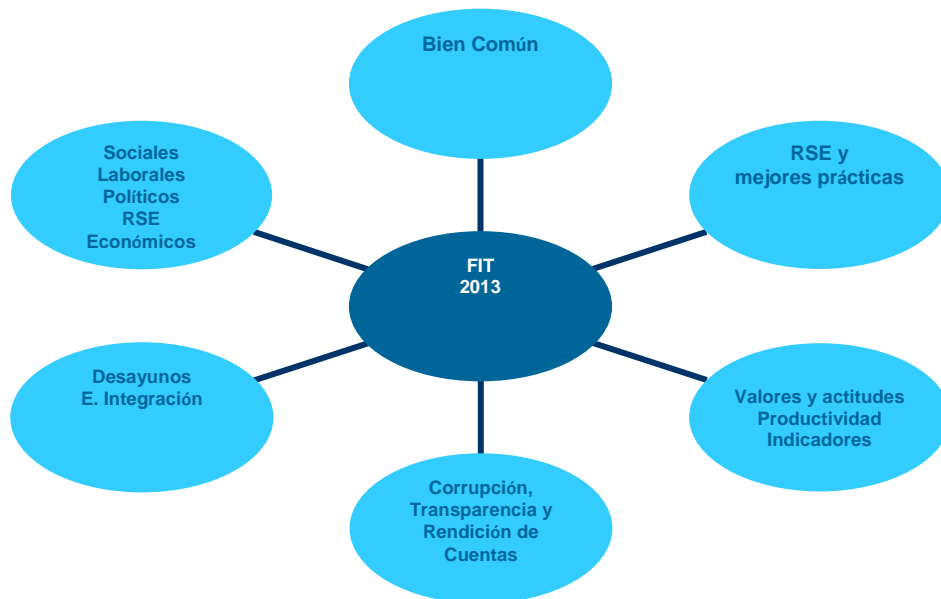 Bien Común
Sociales
Laborales
Políticos
RSE
Económicos
RSE y
mejores prácticas
FIT
2013
Desayunos
E. Integración
Valores y actitudes
Productividad
Indicadores
Corrupción,
Transparencia y
Rendición de
Cuentas